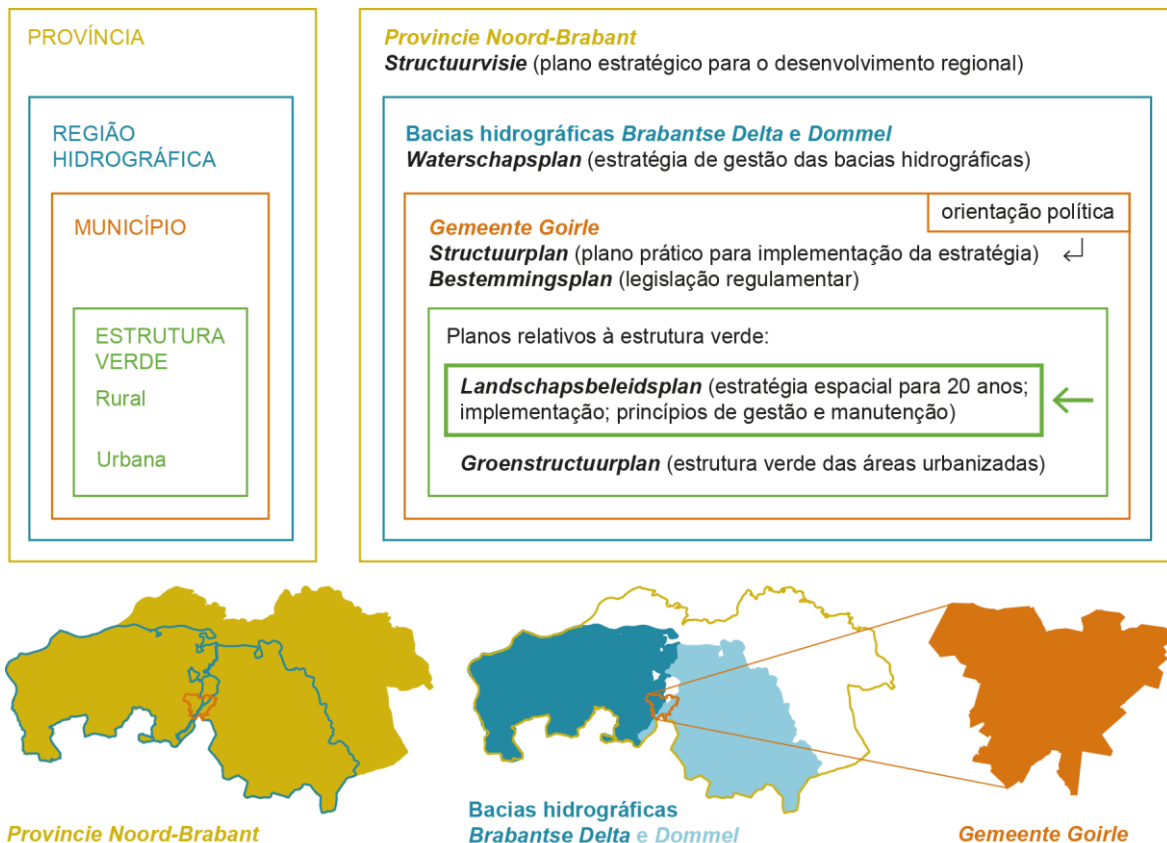 PROVÍNCIA
REGIÃO
HIDROGRÁFICA
MUNICÍPIO
ESTRUTURA
VERDE
Rural
Urbana
Provincie Noord-Brabant
Structuurvisie (plano estratégico para o desenvolvimento regional)
Bacias hidrográficas Brabantse Delta e Dommel
Waterschapsplan (estratégia de gestão das bacias hidrográficas)
orientação política
Gemeente Goirle
Structuurplan (plano prático para implementação da estratégia)
Bestemmingsplan (legislação regulamentar)
Planos relativos à estrutura verde:
Landschapsbeleidsplan (estratégia espacial para 20 anos;
implementação; princípios de gestão e manutenção)
Groenstructuurplan (estrutura verde das áreas urbanizadas)
Provincie Noord-Brabant
Bacias hidrográficas
Brabantse Delta e Dommel
Gemeente Goirle